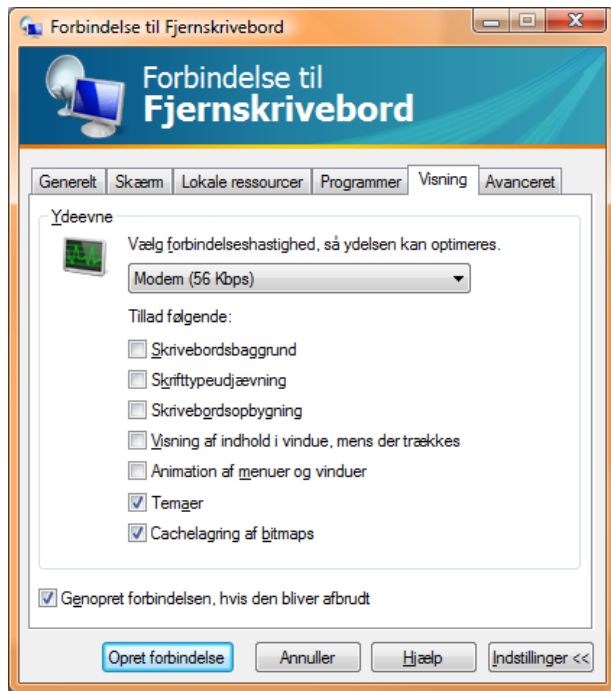 Forbindelse til Fjernskrivebord
Forbindelse til
Fjernskrivebord
Generelt Skærm Lokale ressourcer Programmer Visning Avanceret
Ydeevne
Vælg forbindelseshastighed, så ydelsen kan optimeres.
Modem (56 Kbps)
Tillad følgende:
Skrivebordsbaggrund
Skrifttypeudjævning
Skrivebordsopbygning
Visning af indhold i vindue, mens der trækkes
Animation af menuer og vinduer
Temaer
Cachelagring af bitmaps
Genopret forbindelsen, hvis den bliver afbrudt
Opret forbindelse Annuller Hjælp Indstillinger <<